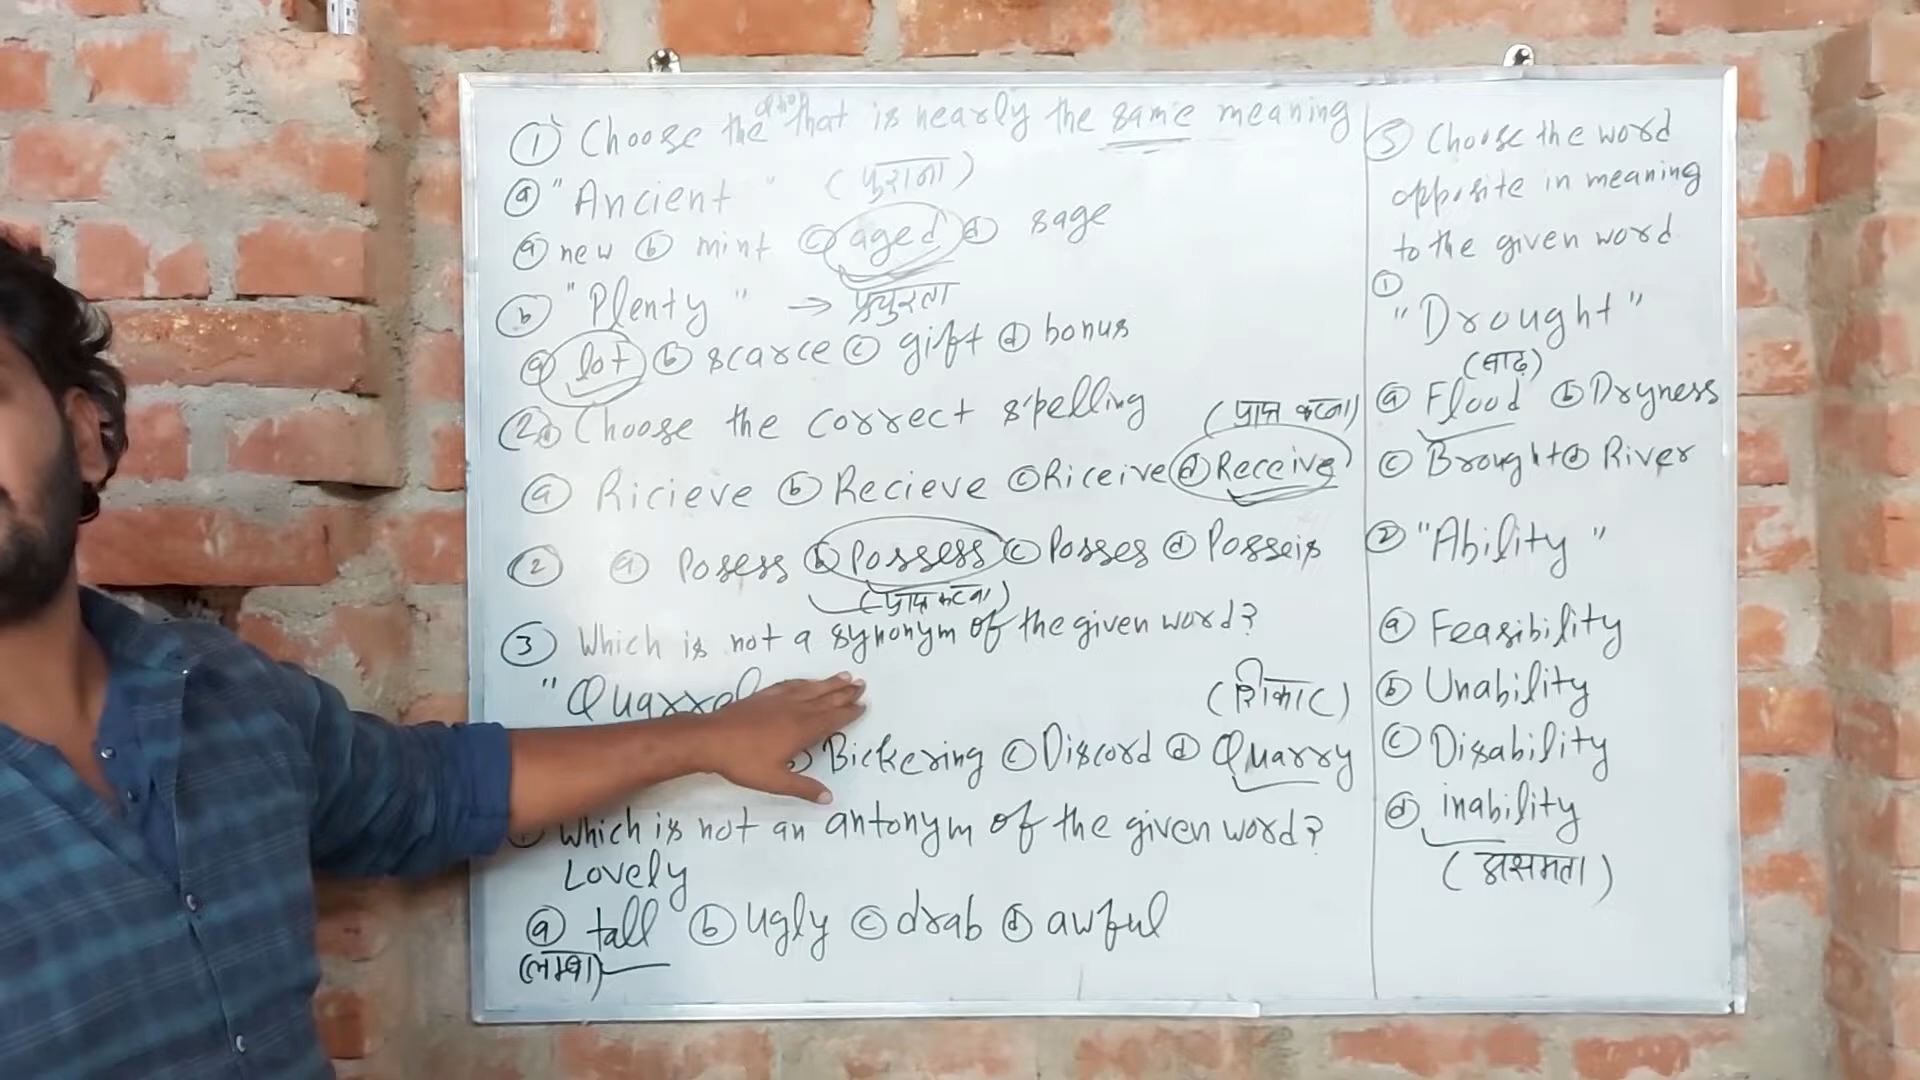 ① Choose the that is nearly the same meaning
ⓐ "Ancient" (पुराना)
ⓐ new ⓑ mint ⓒ aged ⓓ sage
ⓑ "Plenty" → प्रचुरता
ⓐ lot ⓑ scarce ⓒ gift ⓓ bonus
② ① Choose the correct spelling (प्राप्त करना)
ⓐ Ricieve ⓑ Recieve ⓒ Riceive ⓓ Receive
② ⓐ Posess ⓑ Possess ⓒ Posses ⓓ Posseis
(प्राप्त करना)
③ Which is not a synonym of the given word?
"Quarrel (शिकार)
Bickering ⓒ Discord ⓓ Quarry
Which is not an antonym of the given word?
Lovely
ⓐ tall ⓑ ugly ⓒ drab ⓓ awful
(लम्बा)
⑤ Choose the word
opposite in meaning
to the given word
①
"Drought"
(बाढ़)
ⓐ Flood ⓑ Dryness
ⓒ Brought ⓓ River
② "Ability"
ⓐ Feasibility
ⓑ Unability
ⓒ Disability
ⓓ inability
(अक्षमता)